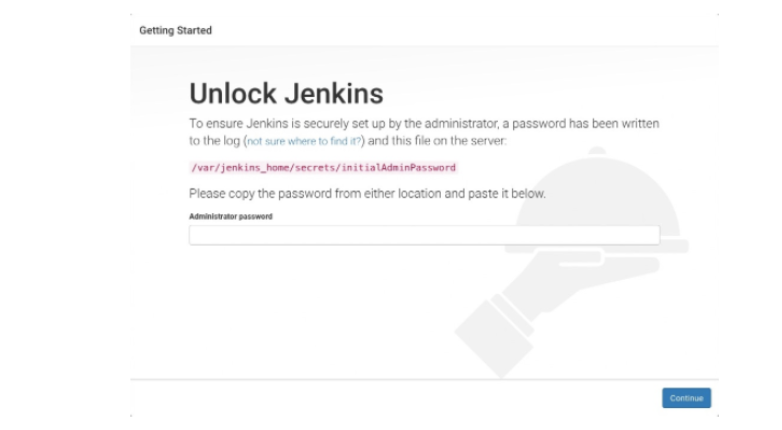 Getting Started
Unlock Jenkins
To ensure Jenkins is securely set up by the administrator, a password has been written
to the log (not sure where to find it?) and this file on the server:
/var/jenkins_home/secrets/initialAdminPassword
Please copy the password from either location and paste it below.
Administrator password
Continue